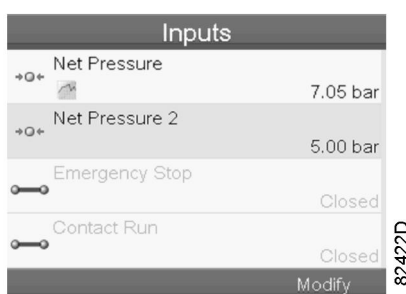 Inputs
Net Pressure
7.05 bar
Net Pressure 2
5.00 bar
Emergency Stop
Closed
Contact Run
Closed
Modify
82422D